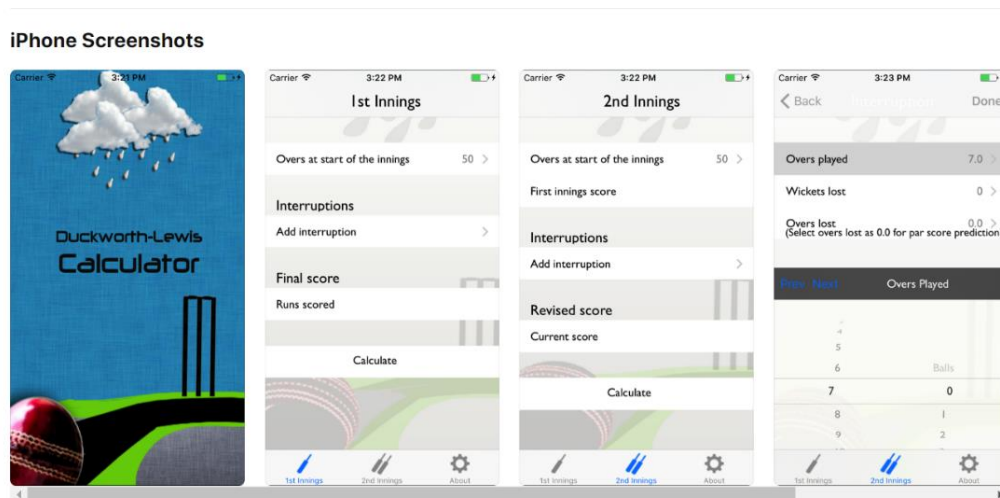 iPhone Screenshots
Carrier 3:21 PM
Duckworth-Lewis
Calculator
Carrier 3:22 PM
1st Innings
Overs at start of the innings 50
Interruptions
Add interruption
Final score
Runs scored
Calculate
1st Innings 2nd Innings About
Carrier 3:22 PM
2nd Innings
Overs at start of the innings 50
First innings score
Interruptions
Add interruption
Revised score
Current score
Calculate
1st Innings 2nd Innings About
Carrier 3:23 PM
Back Interruption Done
Overs played 7.0
Wickets lost 0
Overs lost 0.0
(Select overs lost as 0.0 for par score prediction
Prev Next Overs Played
4
5
6 Balls
7 0
8 1
9 2
1st Innings 2nd Innings About